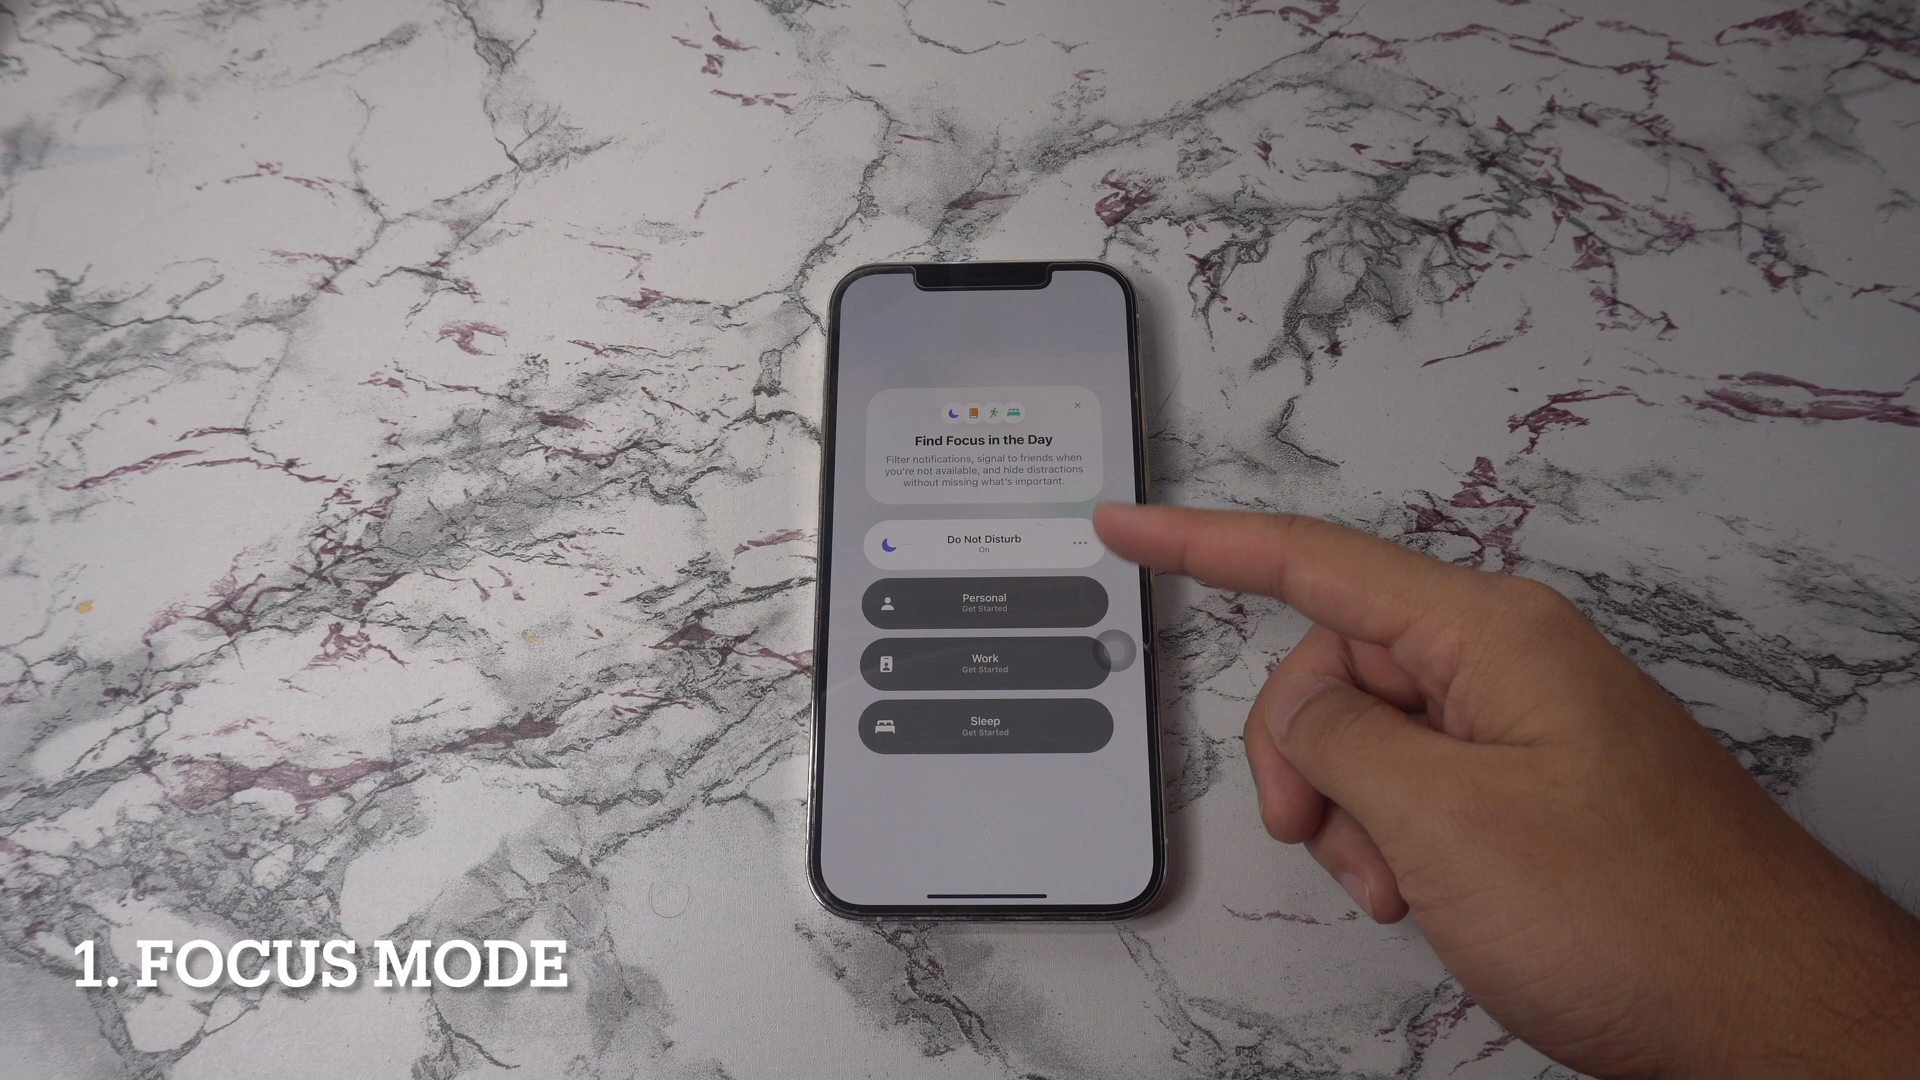 Find Focus in the Day
Filter notifications, signal to friends when
you're not available, and hide distractions
without missing what's important.
Do Not Disturb
On
Personal
Get Started
Work
Get Started
Sleep
Get Started
1. FOCUS MODE